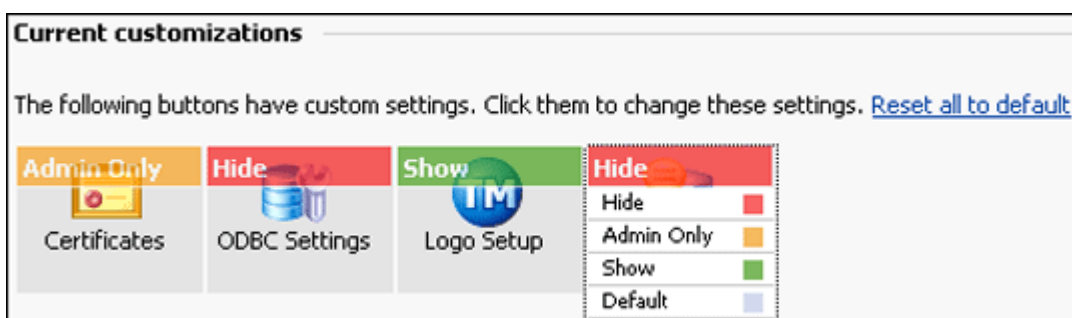 Current customizations
The following buttons have custom settings. Click them to change these settings. Reset all to default
Admin Only
Certificates
Hide
ODBC Settings
Show
TM
Logo Setup
Hide
Hide
Admin Only
Show
Default